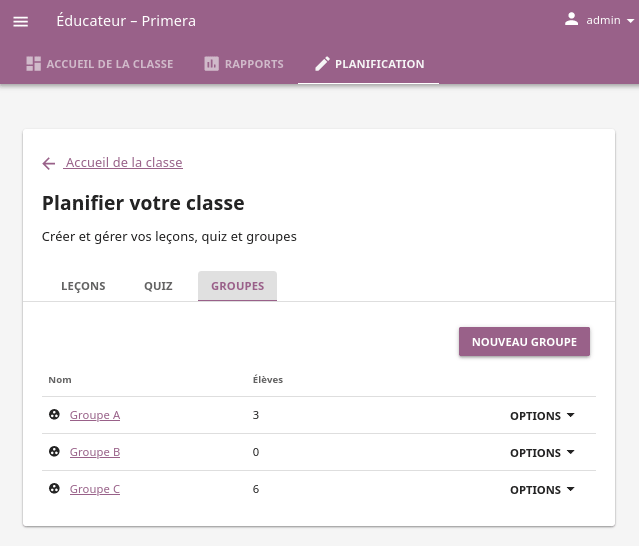 Éducateur – Primera
admin
ACCUEIL DE LA CLASSE RAPPORTS PLANIFICATION
Accueil de la classe
Planifier votre classe
Créer et gérer vos leçons, quiz et groupes
LEÇONS QUIZ GROUPES
NOUVEAU GROUPE
Nom Élèves
Groupe A 3 OPTIONS
Groupe B 0 OPTIONS
Groupe C 6 OPTIONS